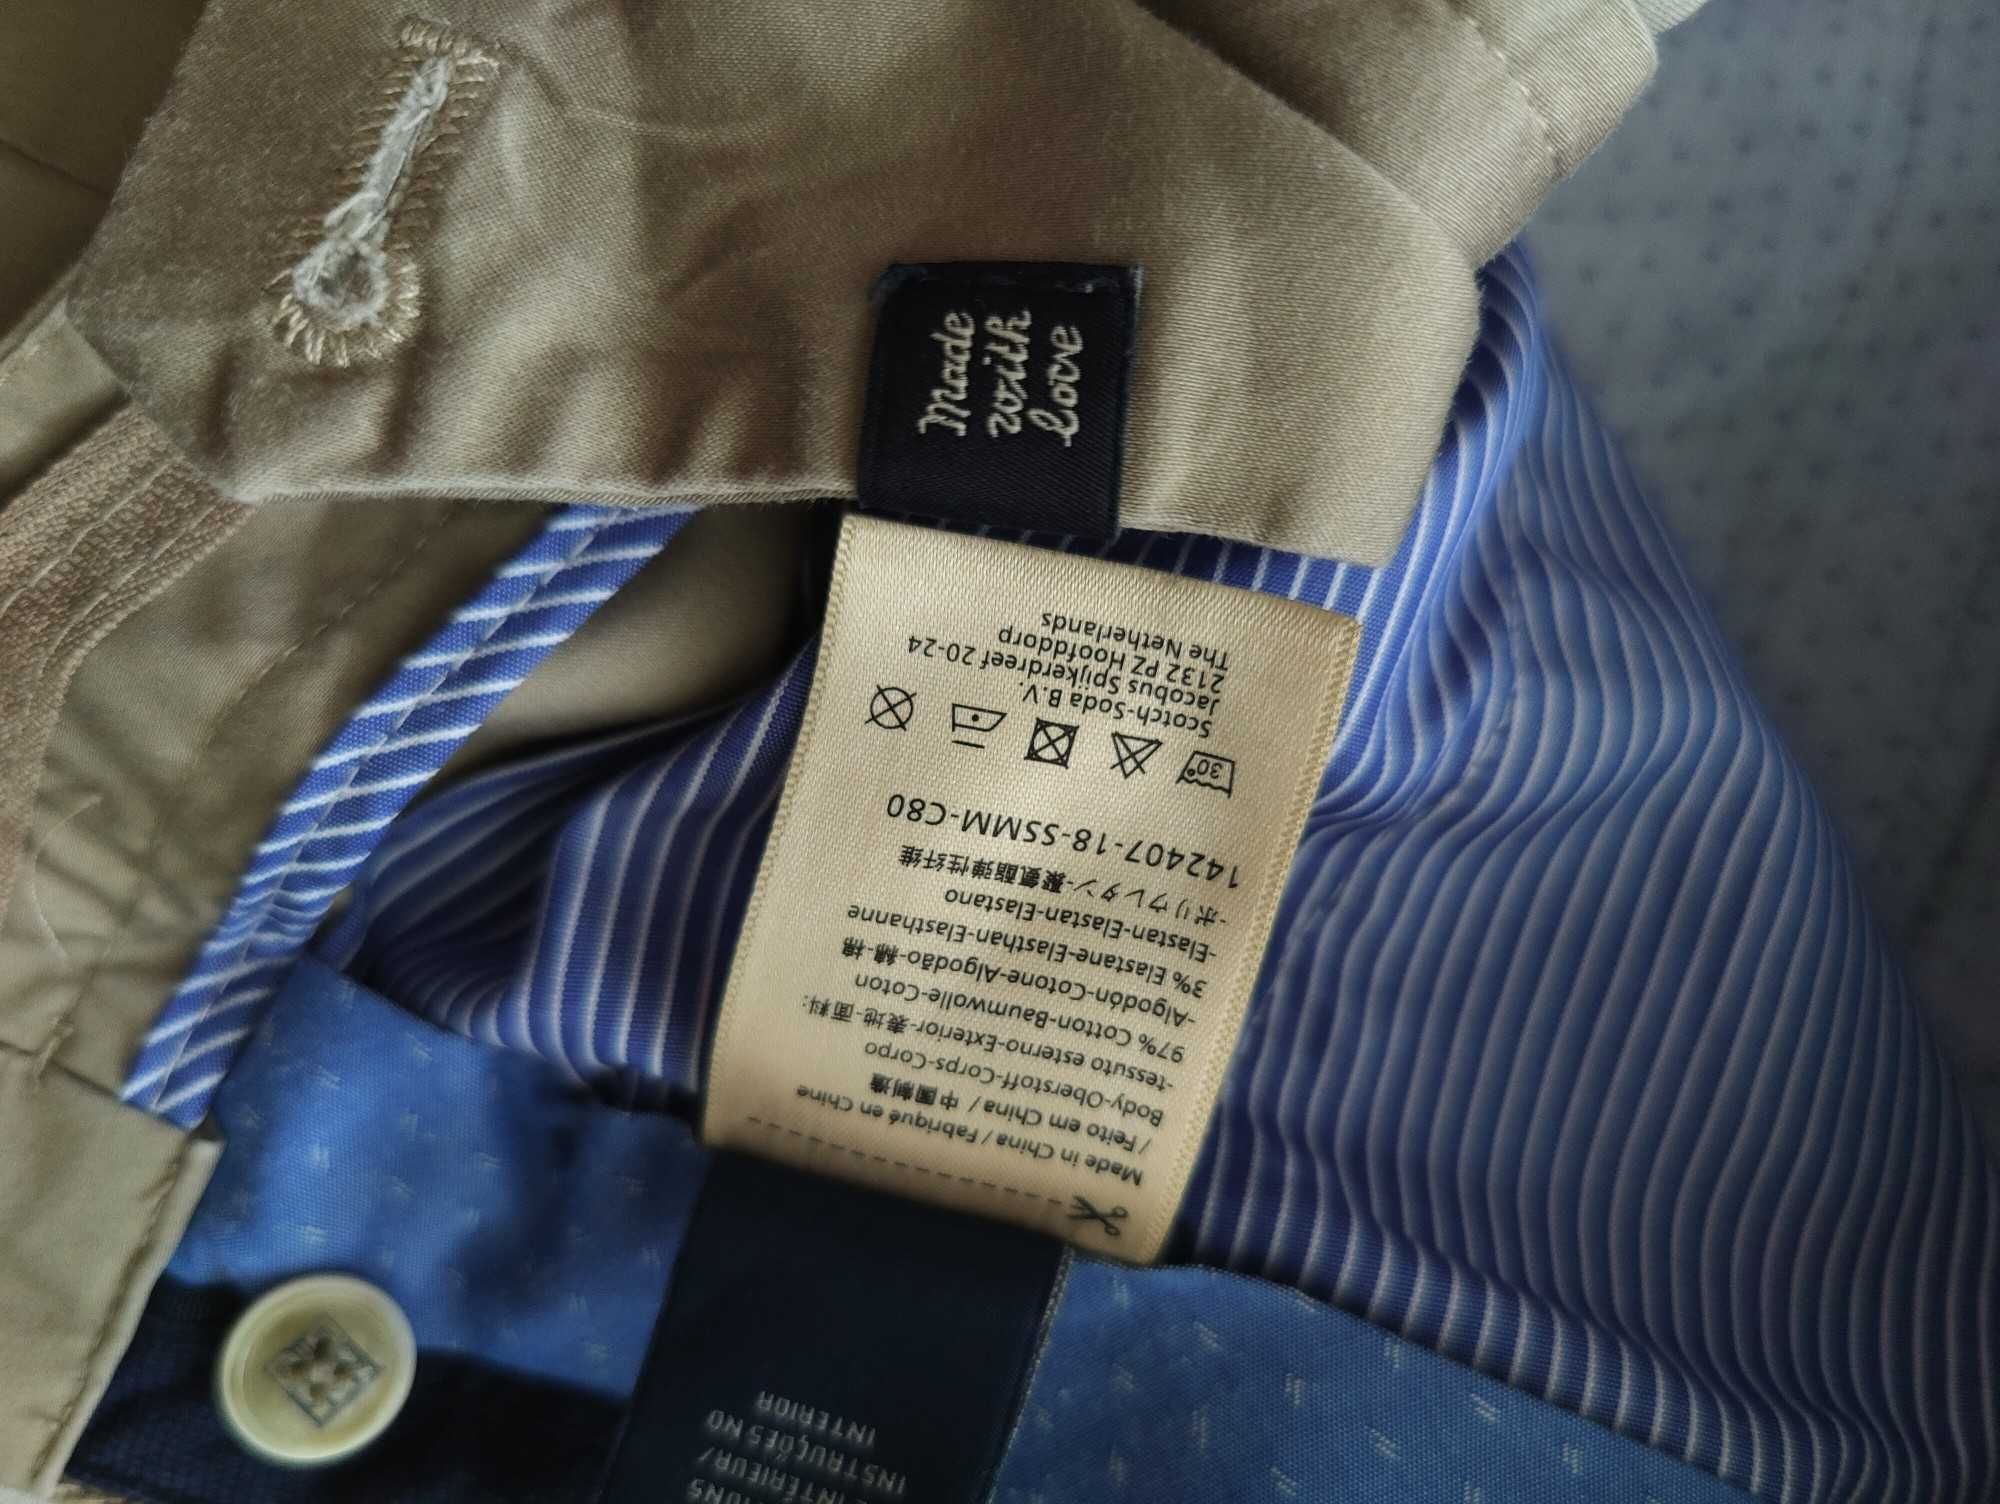 Made
with
love
Made in China / Fabriqué en Chine
/ Feito em China / 中国制造
Body-Oberstoff-Corps-Corpo
-tessuto esterno-Exterior-表地-面料:
97% Cotton-Baumwolle-Coton
-Algodón-Cotone-Algodão-綿-棉
3% Elastane-Elasthan-Elasthanne
-Elastan-Elastan-Elastano
-ポリウレタン-聚氨酯弹性纤维
142407-18-SSMM-C80
30°
Scotch-Soda B.V.
Jacobus Spijkerdreef 20-24
2132 PZ Hoofddorp
The Netherlands
INTÉRIEUR/
INSTRUÇÕES NO
INTERIOR